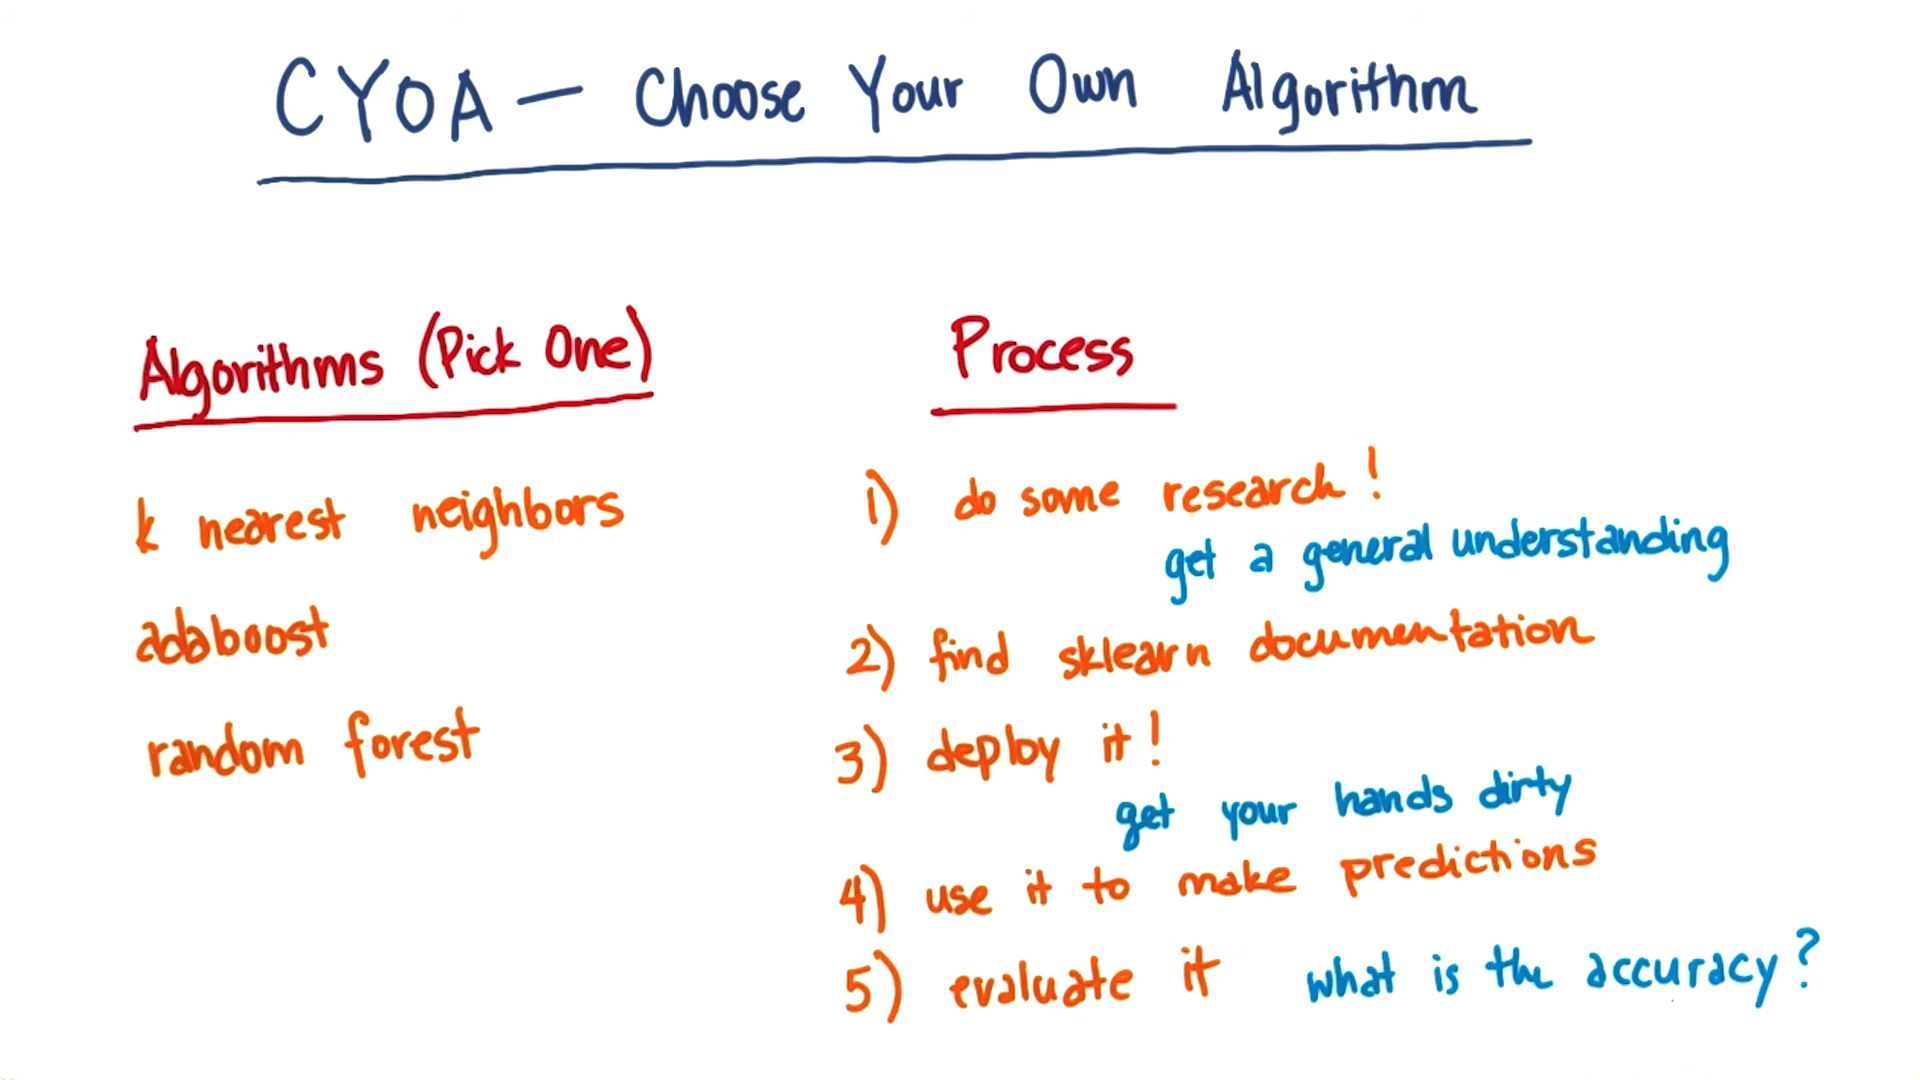 CYOA — Choose Your Own Algorithm
Algorithms (Pick One)
k nearest neighbors
adaboost
random forest
Process
1) do some research!
get a general understanding
2) find sklearn documentation
3) deploy it!
get your hands dirty
4) use it to make predictions
5) evaluate it what is the accuracy?